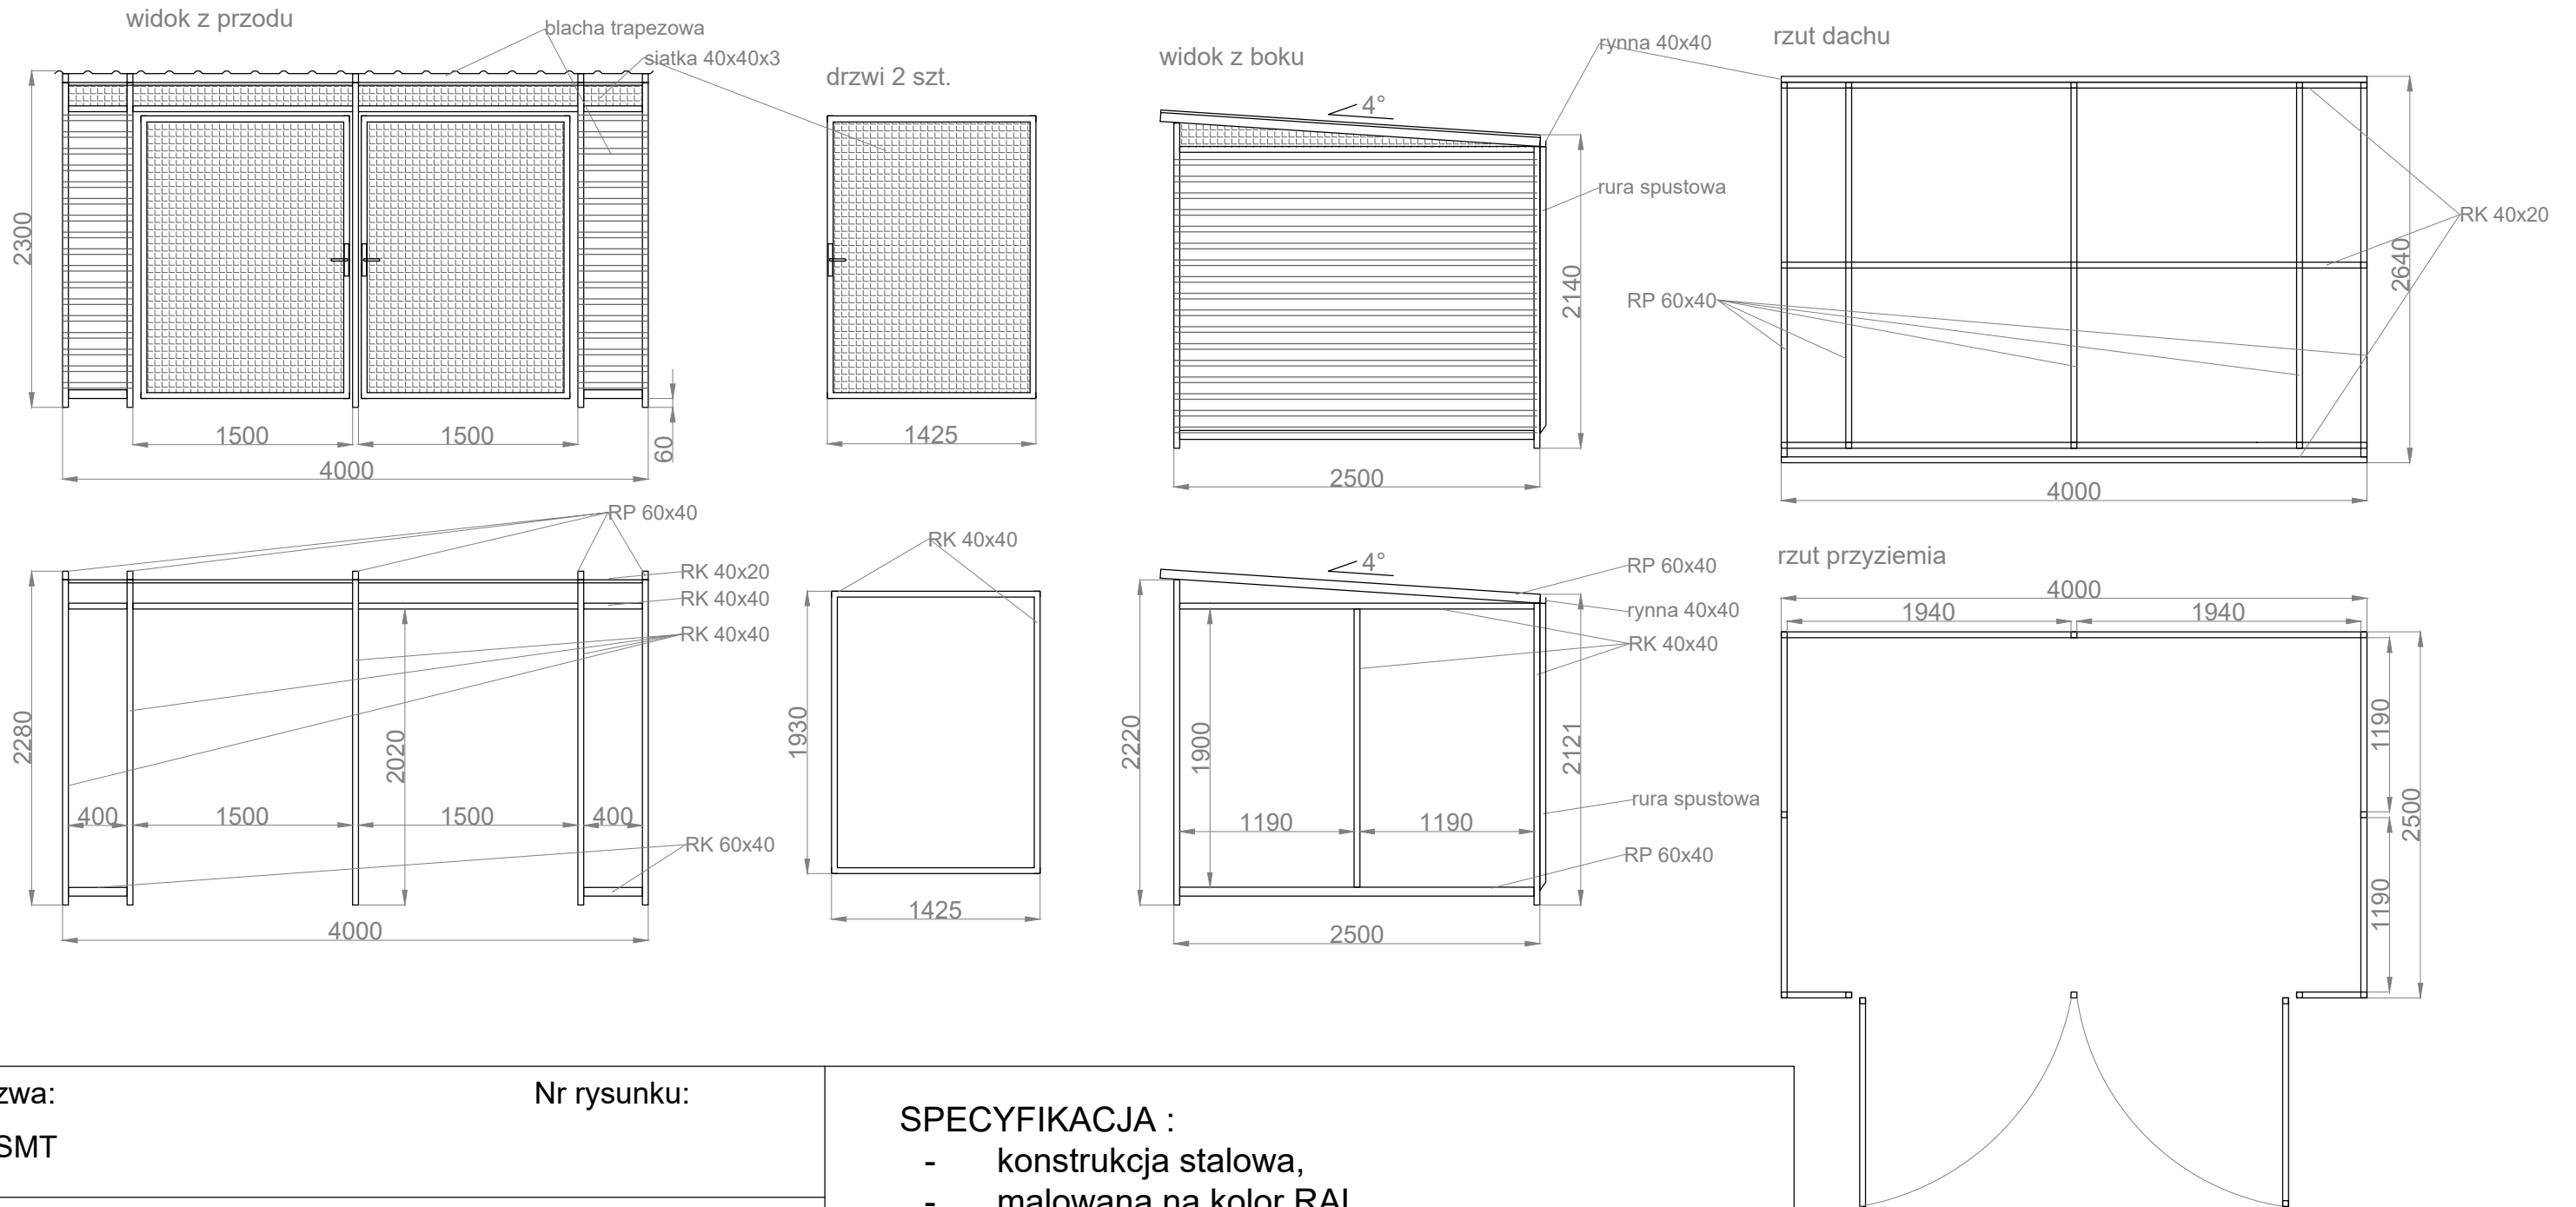 widok z przodu
blacha trapezowa
siatka 40x40x3
2300
1500
1500
60
4000
drzwi 2 szt.
1425
widok z boku
4°
rynna 40x40
rura spustowa
2140
2500
rzut dachu
RK 40x20
RP 60x40
2640
4000
RP 60x40
RK 40x20
RK 40x40
RK 40x40
2280
2020
400
1500
1500
400
RK 60x40
4000
RK 40x40
1930
1425
4°
RP 60x40
rynna 40x40
RK 40x40
2220
1900
2121
1190
1190
rura spustowa
RP 60x40
2500
rzut przyziemia
4000
1940
1940
1190
2500
1190
zwa:
Nr rysunku:
SMT
SPECYFIKACJA :
- konstrukcja stalowa,
- malowana na kolor RAL